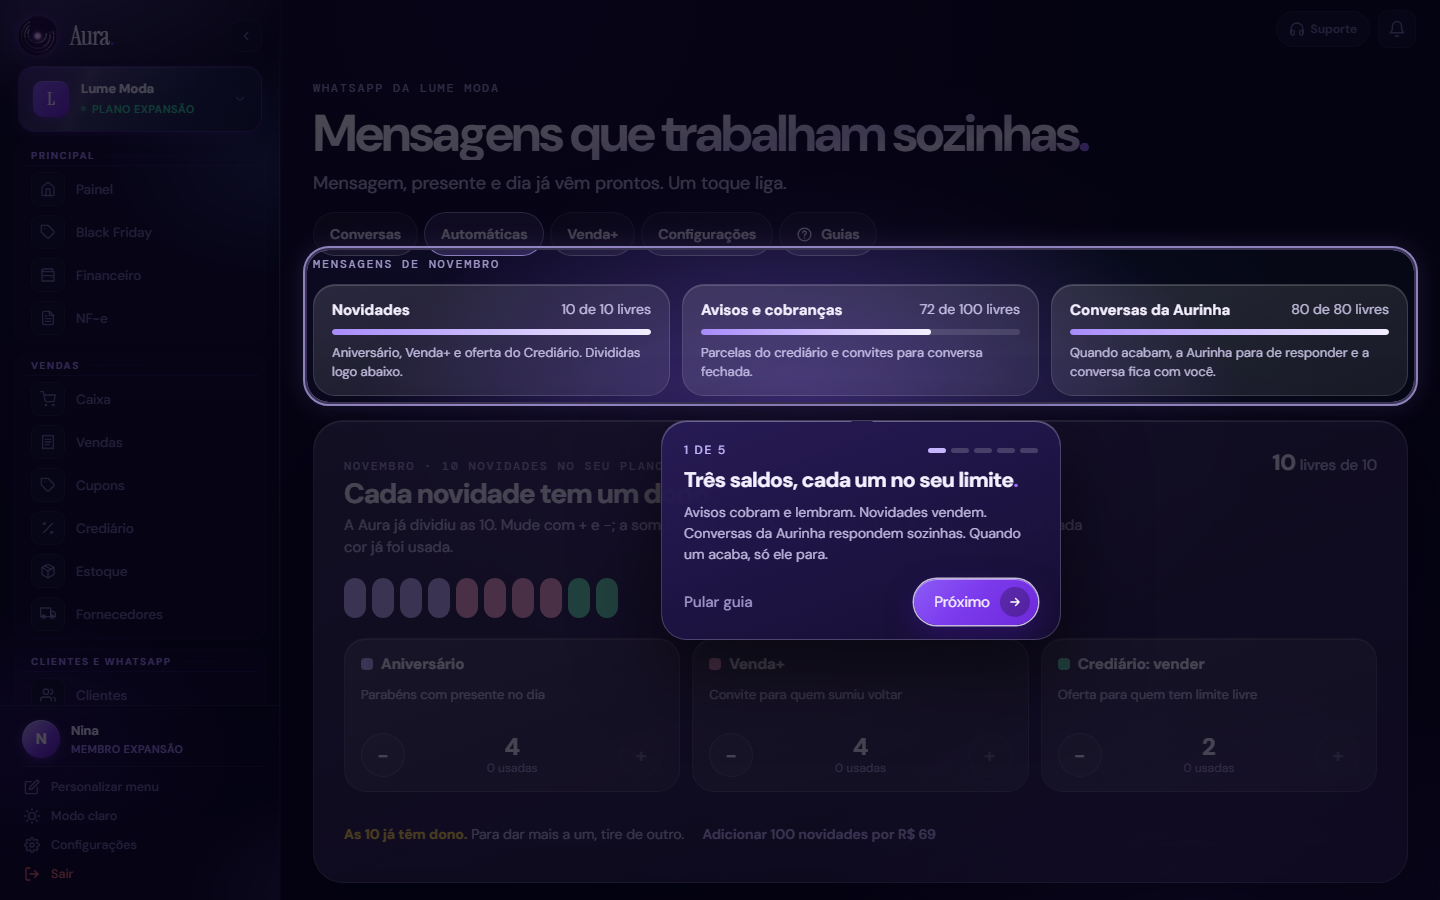 Aura.
Suporte
L
Lume Moda
PLANO EXPANSÃO
PRINCIPAL
Painel
Black Friday
Financeiro
NF-e
VENDAS
Caixa
Vendas
Cupons
Crediário
Estoque
Fornecedores
CLIENTES E WHATSAPP
Clientes
N
Nina
MEMBRO EXPANSÃO
Personalizar menu
Modo claro
Configurações
Sair
WHATSAPP DA LUME MODA
Mensagens que trabalham sozinhas.
Mensagem, presente e dia já vêm prontos. Um toque liga.
Conversas Automáticas Venda+ Configurações Guias
MENSAGENS DE NOVEMBRO
Novidades 10 de 10 livres
Aniversário, Venda+ e oferta do Crediário. Divididas
logo abaixo.
Avisos e cobranças 72 de 100 livres
Parcelas do crediário e convites para conversa
fechada.
Conversas da Aurinha 80 de 80 livres
Quando acabam, a Aurinha para de responder e a
conversa fica com você.
1 DE 5
Três saldos, cada um no seu limite.
Avisos cobram e lembram. Novidades vendem.
Conversas da Aurinha respondem sozinhas. Quando
um acaba, só ele para.
Pular guia
Próximo
NOVEMBRO · 10 NOVIDADES NO SEU PLANO
10 livres de 10
Cada novidade tem um
A Aura já dividiu as 10. Mude com + e −; a
cor já foi usada.
Aniversário
Parabéns com presente no dia
− 4 +
0 usadas
Venda+
Convite para quem sumiu voltar
− 4 +
0 usadas
Crediário: vender
Oferta para quem tem limite livre
− 2 +
0 usadas
As 10 já têm dono. Para dar mais a um, tire de outro. Adicionar 100 novidades por R$ 69